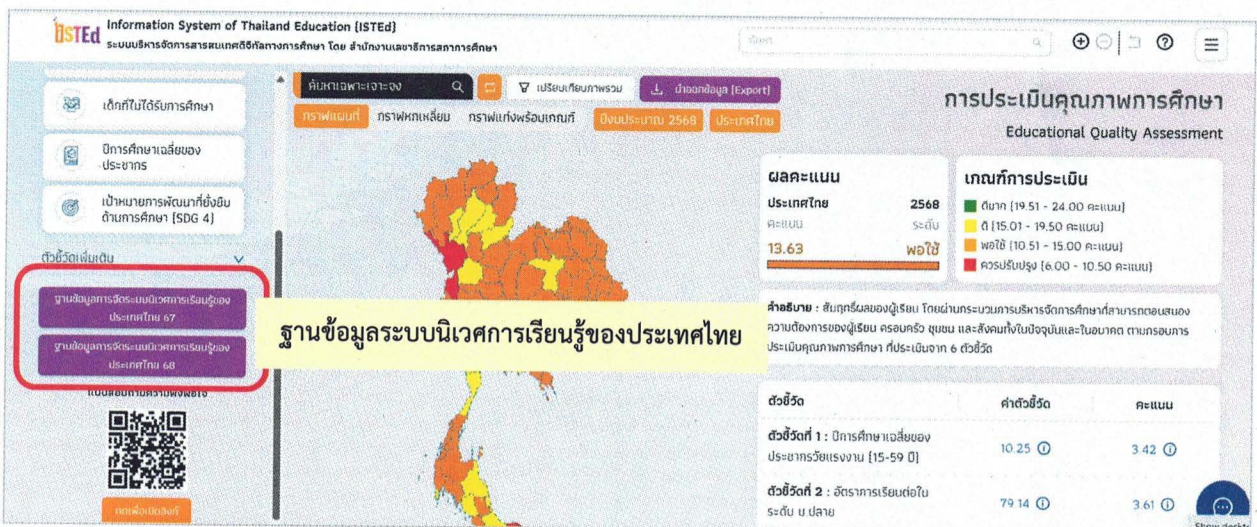 ISTEd
Information System of Thailand Education (ISTEd)
ระบบบริหารจัดการสารสนเทศดิจิทัลทางการศึกษา โดย สำนักงานเลขาธิการสภาการศึกษา
ค้นหา
เด็กที่ไม่ได้รับการศึกษา
ปีการศึกษาเฉลี่ยของ
ประชากร
เป้าหมายการพัฒนาที่ยั่งยืน
ด้านการศึกษา (SDG 4)
ตัวชี้วัดเพิ่มเติม
ฐานข้อมูลการจัดระบบนิเวศการเรียนรู้ของ
ประเทศไทย 67
ฐานข้อมูลการจัดระบบนิเวศการเรียนรู้ของ
ประเทศไทย 68
แบบสอบถามความพึงพอใจ
กดเพื่อเปิดลิงก์
ค้นหาเฉพาะเจาะจง
เปรียบเทียบภาพรวม
นำออกข้อมูล (Export)
กราฟแผนที่ กราฟหกเหลี่ยม กราฟแท่งพร้อมเกณฑ์ ปีงบประมาณ 2568 ประเทศไทย
ฐานข้อมูลระบบนิเวศการเรียนรู้ของประเทศไทย
การประเมินคุณภาพการศึกษา
Educational Quality Assessment
ผลคะแนน
ประเทศไทย 2568
คะแนน ระดับ
13.63 พอใช้
เกณฑ์การประเมิน
ดีมาก (19.51 - 24.00 คะแนน)
ดี (15.01 - 19.50 คะแนน)
พอใช้ (10.51 - 15.00 คะแนน)
ควรปรับปรุง (6.00 - 10.50 คะแนน)
คำอธิบาย : สัมฤทธิ์ผลของผู้เรียน โดยผ่านกระบวนการบริหารจัดการศึกษาที่สามารถตอบสนอง
ความต้องการของผู้เรียน ครอบครัว ชุมชน และสังคมทั้งในปัจจุบันและในอนาคต ตามกรอบการ
ประเมินคุณภาพการศึกษา ที่ประเมินจาก 6 ตัวชี้วัด
ตัวชี้วัด ค่าตัวชี้วัด คะแนน
ตัวชี้วัดที่ 1 : ปีการศึกษาเฉลี่ยของ
ประชากรวัยแรงงาน (15-59 ปี) 10.25 3.42
ตัวชี้วัดที่ 2 : อัตราการเรียนต่อใน
ระดับ ม.ปลาย 79.14 3.61
Show desktop